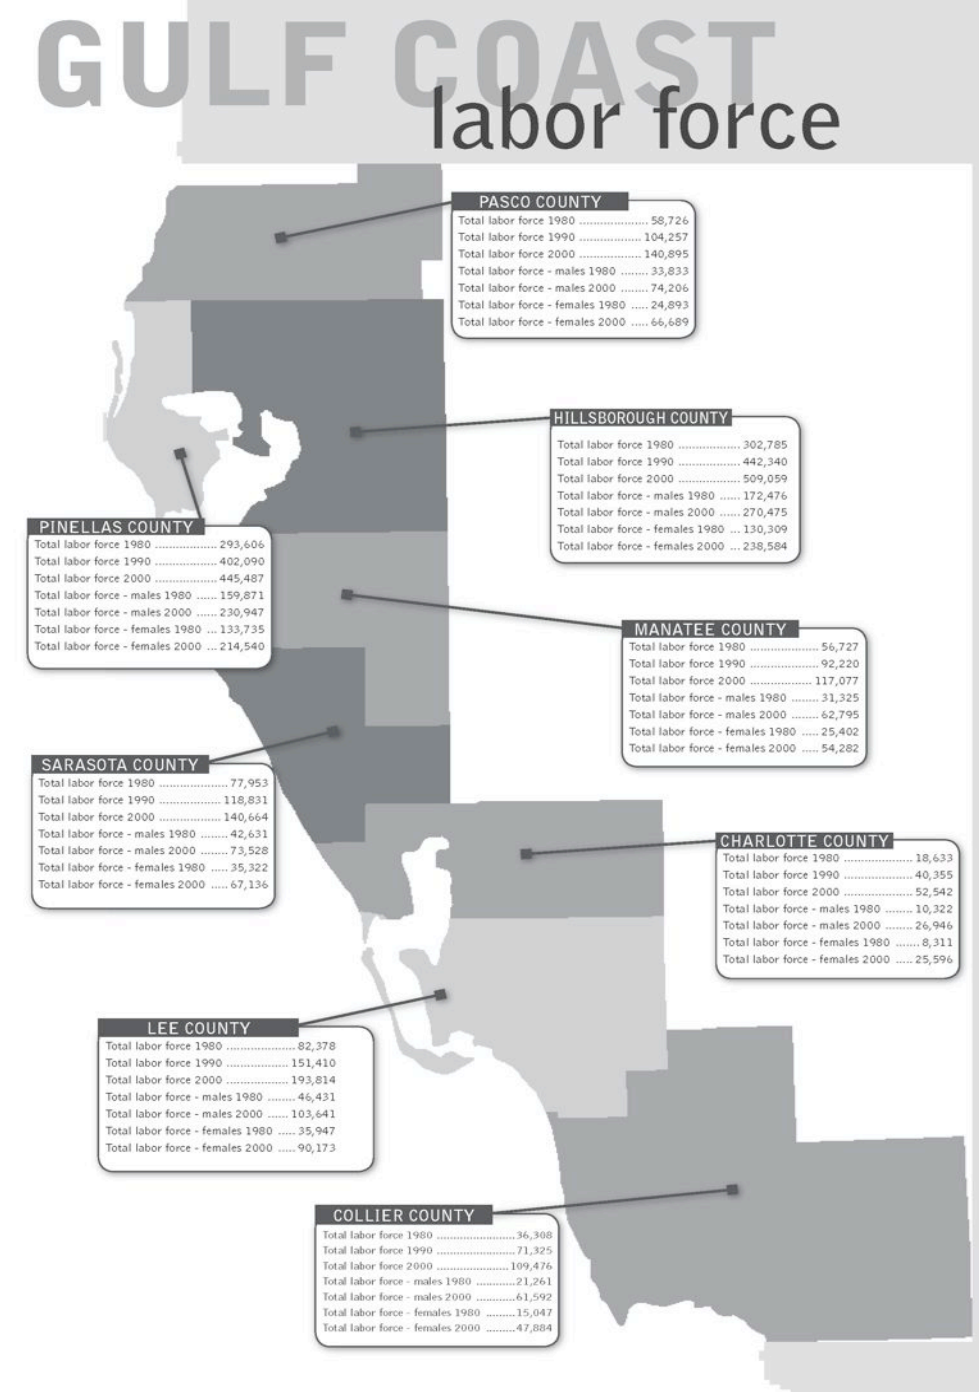 GULF COAST
labor force
PASCO COUNTY
Total labor force 1980 ..................... 58,726
Total labor force 1990 ................... 104,257
Total labor force 2000 ................... 140,895
Total labor force - males 1980 ........ 33,833
Total labor force - males 2000 ........ 74,206
Total labor force - females 1980 ..... 24,893
Total labor force - females 2000 ..... 66,689
HILLSBOROUGH COUNTY
Total labor force 1980 ................... 302,785
Total labor force 1990 ................... 442,340
Total labor force 2000 ................... 509,059
Total labor force - males 1980 ...... 172,476
Total labor force - males 2000 ...... 270,475
Total labor force - females 1980 ... 130,309
Total labor force - females 2000 ... 238,584
PINELLAS COUNTY
Total labor force 1980 ................... 293,606
Total labor force 1990 ................... 402,090
Total labor force 2000 ................... 445,487
Total labor force - males 1980 ...... 159,871
Total labor force - males 2000 ...... 230,947
Total labor force - females 1980 ... 133,735
Total labor force - females 2000 ... 214,540
MANATEE COUNTY
Total labor force 1980 ..................... 56,727
Total labor force 1990 ..................... 92,220
Total labor force 2000 ................... 117,077
Total labor force - males 1980 ........ 31,325
Total labor force - males 2000 ........ 62,795
Total labor force - females 1980 ..... 25,402
Total labor force - females 2000 ..... 54,282
SARASOTA COUNTY
Total labor force 1980 ..................... 77,953
Total labor force 1990 ................... 118,831
Total labor force 2000 ................... 140,664
Total labor force - males 1980 ........ 42,631
Total labor force - males 2000 ........ 73,528
Total labor force - females 1980 ..... 35,322
Total labor force - females 2000 ..... 67,136
CHARLOTTE COUNTY
Total labor force 1980 ..................... 18,633
Total labor force 1990 ..................... 40,355
Total labor force 2000 ..................... 52,542
Total labor force - males 1980 ........ 10,322
Total labor force - males 2000 ........ 26,946
Total labor force - females 1980 ....... 8,311
Total labor force - females 2000 ..... 25,596
LEE COUNTY
Total labor force 1980 ..................... 82,378
Total labor force 1990 ................... 151,410
Total labor force 2000 ................... 193,814
Total labor force - males 1980 ........ 46,431
Total labor force - males 2000 ...... 103,641
Total labor force - females 1980 ..... 35,947
Total labor force - females 2000 ..... 90,173
COLLIER COUNTY
Total labor force 1980 ........................36,308
Total labor force 1990 ........................71,325
Total labor force 2000 ......................109,476
Total labor force - males 1980 ............21,261
Total labor force - males 2000 ............61,592
Total labor force - females 1980 .........15,047
Total labor force - females 2000 .........47,884